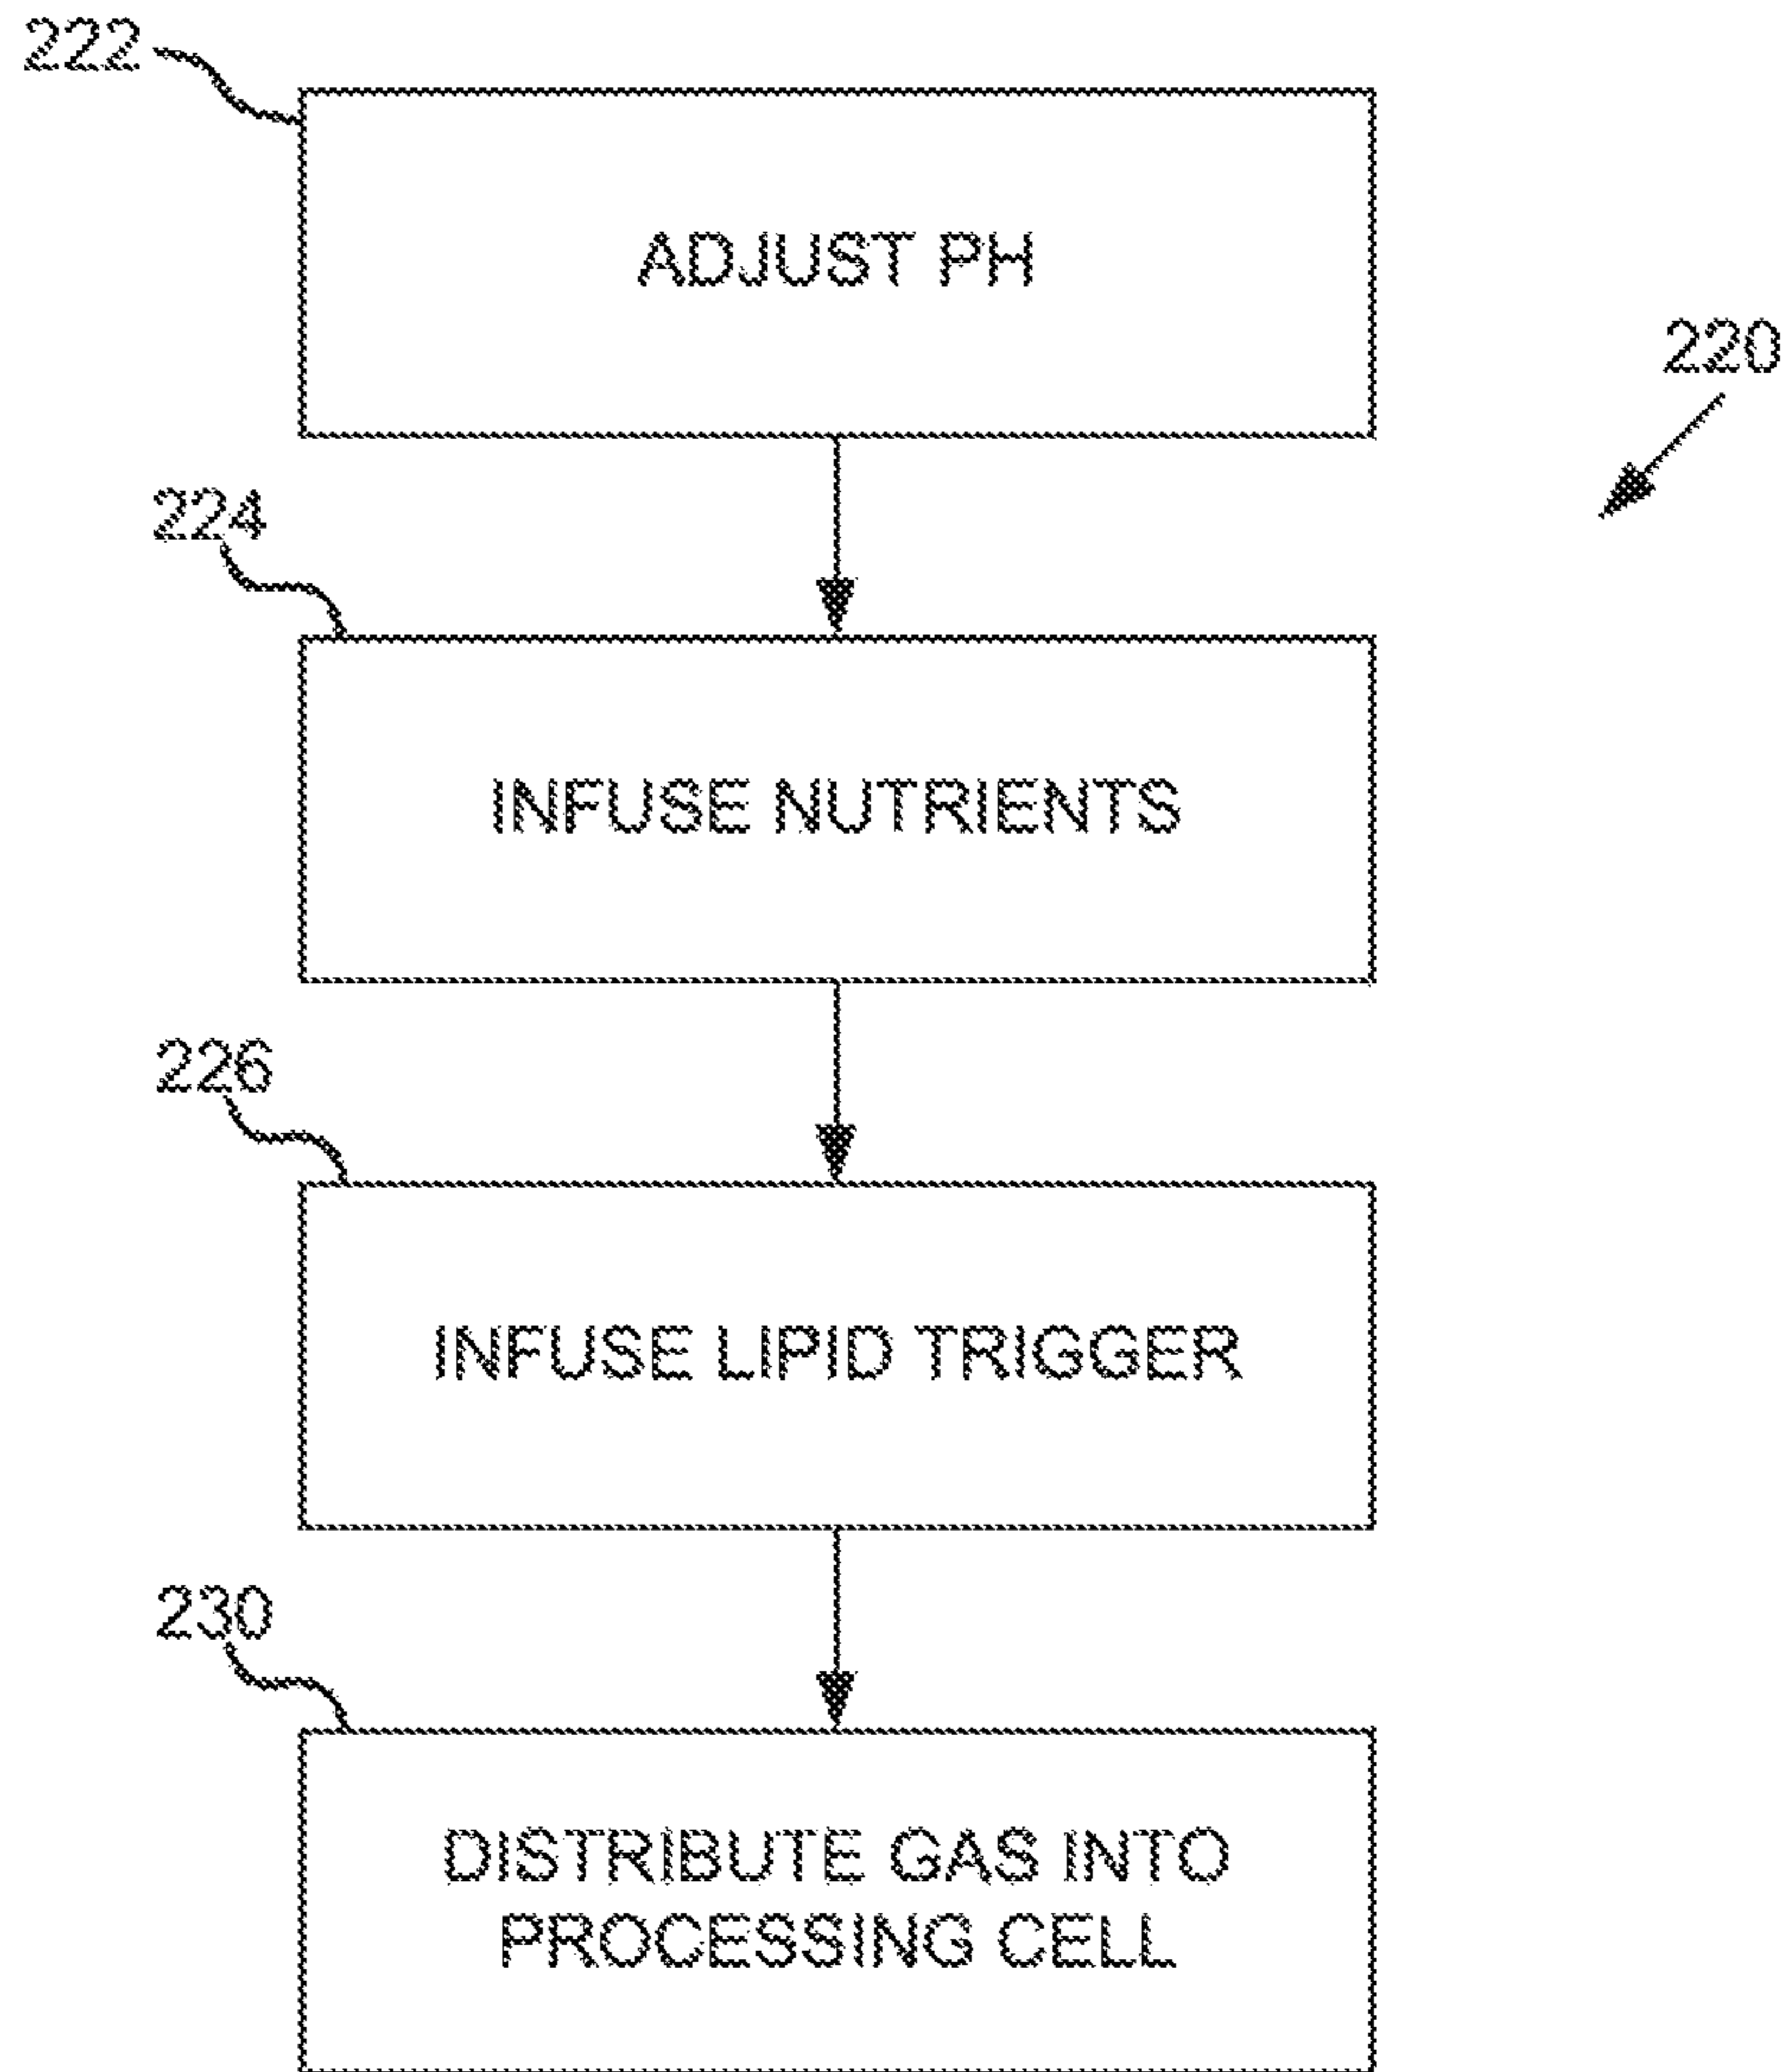 222
ADJUST PH
220
224
INFUSE NUTRIENTS
226
INFUSE LIPID TRIGGER
230
DISTRIBUTE GAS INTO
PROCESSING CELL